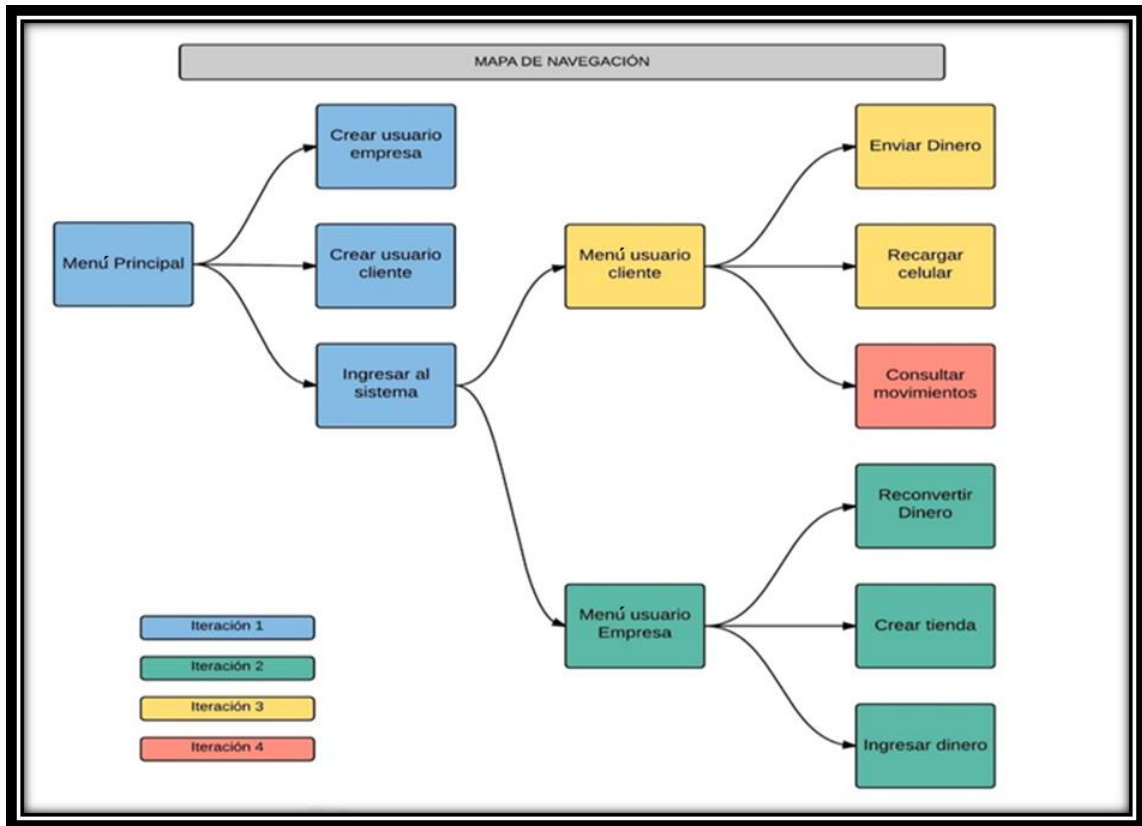 MAPA DE NAVEGACIÓN
Crear usuario
empresa
Enviar Dinero
Menú Principal
Crear usuario
cliente
Menú usuario
cliente
Recargar
celular
Ingresar al
sistema
Consultar
movimientos
Reconvertir
Dinero
Menú usuario
Empresa
Crear tienda
Ingresar dinero
Iteración 1
Iteración 2
Iteración 3
Iteración 4